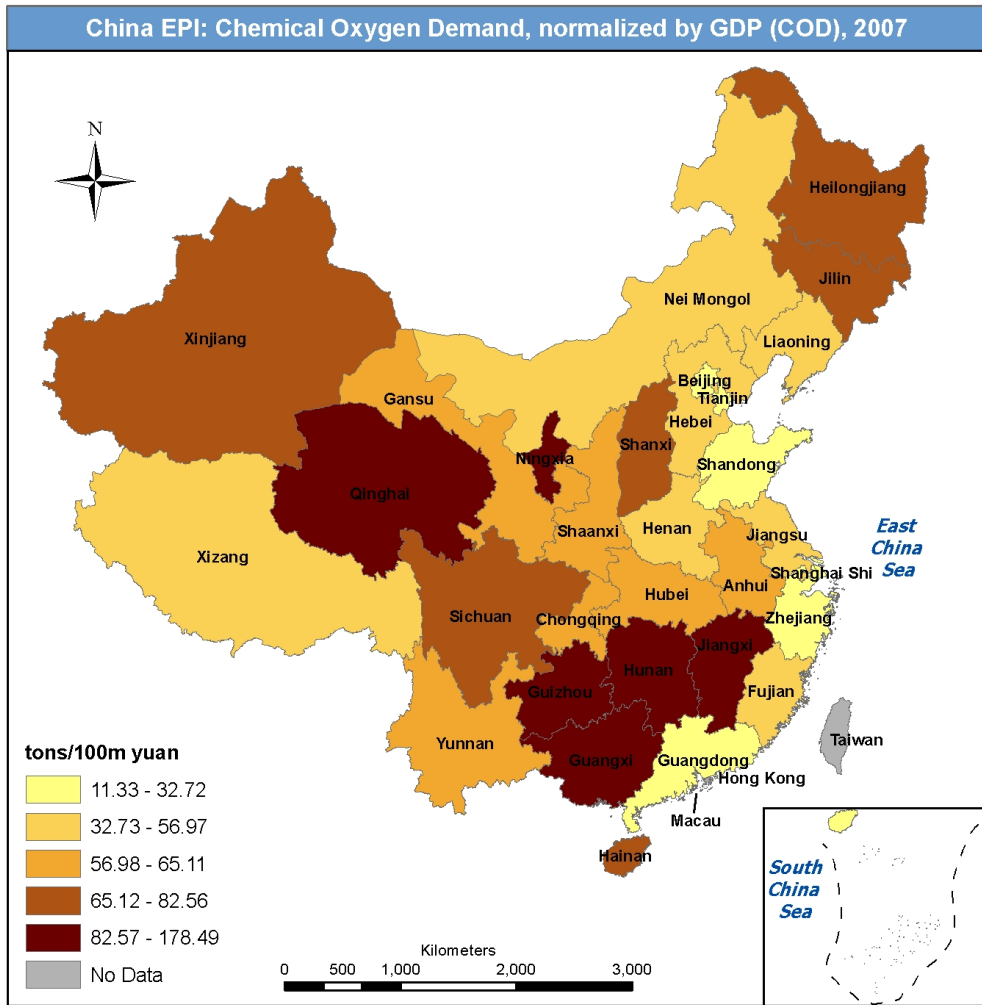 China EPI: Chemical Oxygen Demand, normalized by GDP (COD), 2007
N
Heilongjiang
Jilin
Nei Mongol
Liaoning
Xinjiang
Beijing
Tianjin
Gansu
Hebei
Shanxi
Ningxia
Shandong
Qinghai
Shaanxi
Henan
Jiangsu
East
China
Sea
Xizang
Shanghai Shi
Anhui
Hubei
Sichuan
Chongqing
Zhejiang
Jiangxi
Hunan
Guizhou
Fujian
Yunnan
Taiwan
Guangxi
Guangdong
Hong Kong
Macau
Hainan
tons/100m yuan
11.33 - 32.72
32.73 - 56.97
56.98 - 65.11
65.12 - 82.56
82.57 - 178.49
No Data
Kilometers
0 500 1,000 2,000 3,000
South
China
Sea